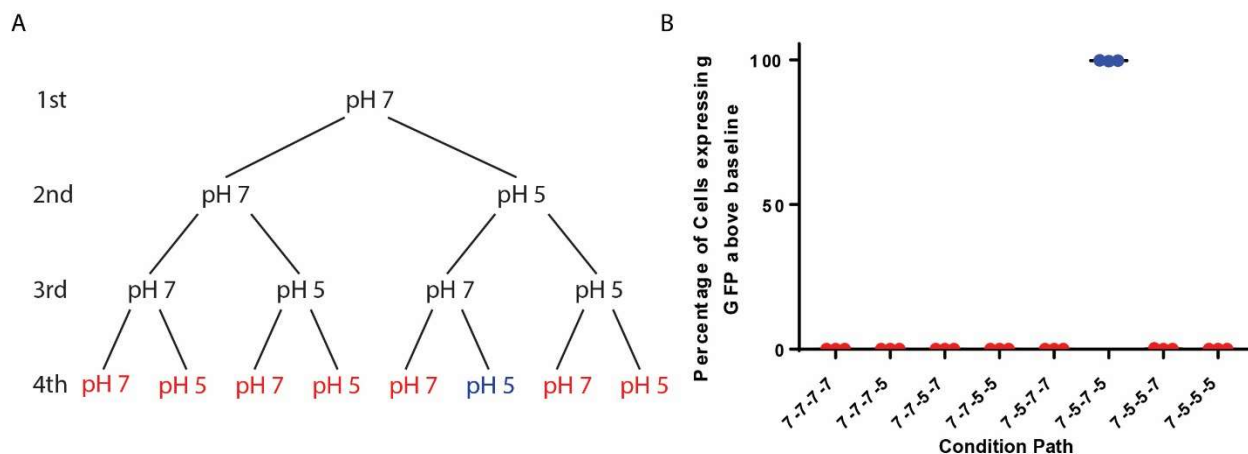 A
1st
pH 7
2nd
pH 7 pH 5
3rd
pH 7 pH 5 pH 7 pH 5
4th pH 7 pH 5 pH 7 pH 5 pH 7 pH 5 pH 7 pH 5
B
Percentage of Cells expressing
GFP above baseline
100
50
0
7-7-7-7 7-7-7-5 7-7-5-7 7-7-5-5 7-5-7-7 7-5-7-5 7-5-5-7 7-5-5-5
Condition Path